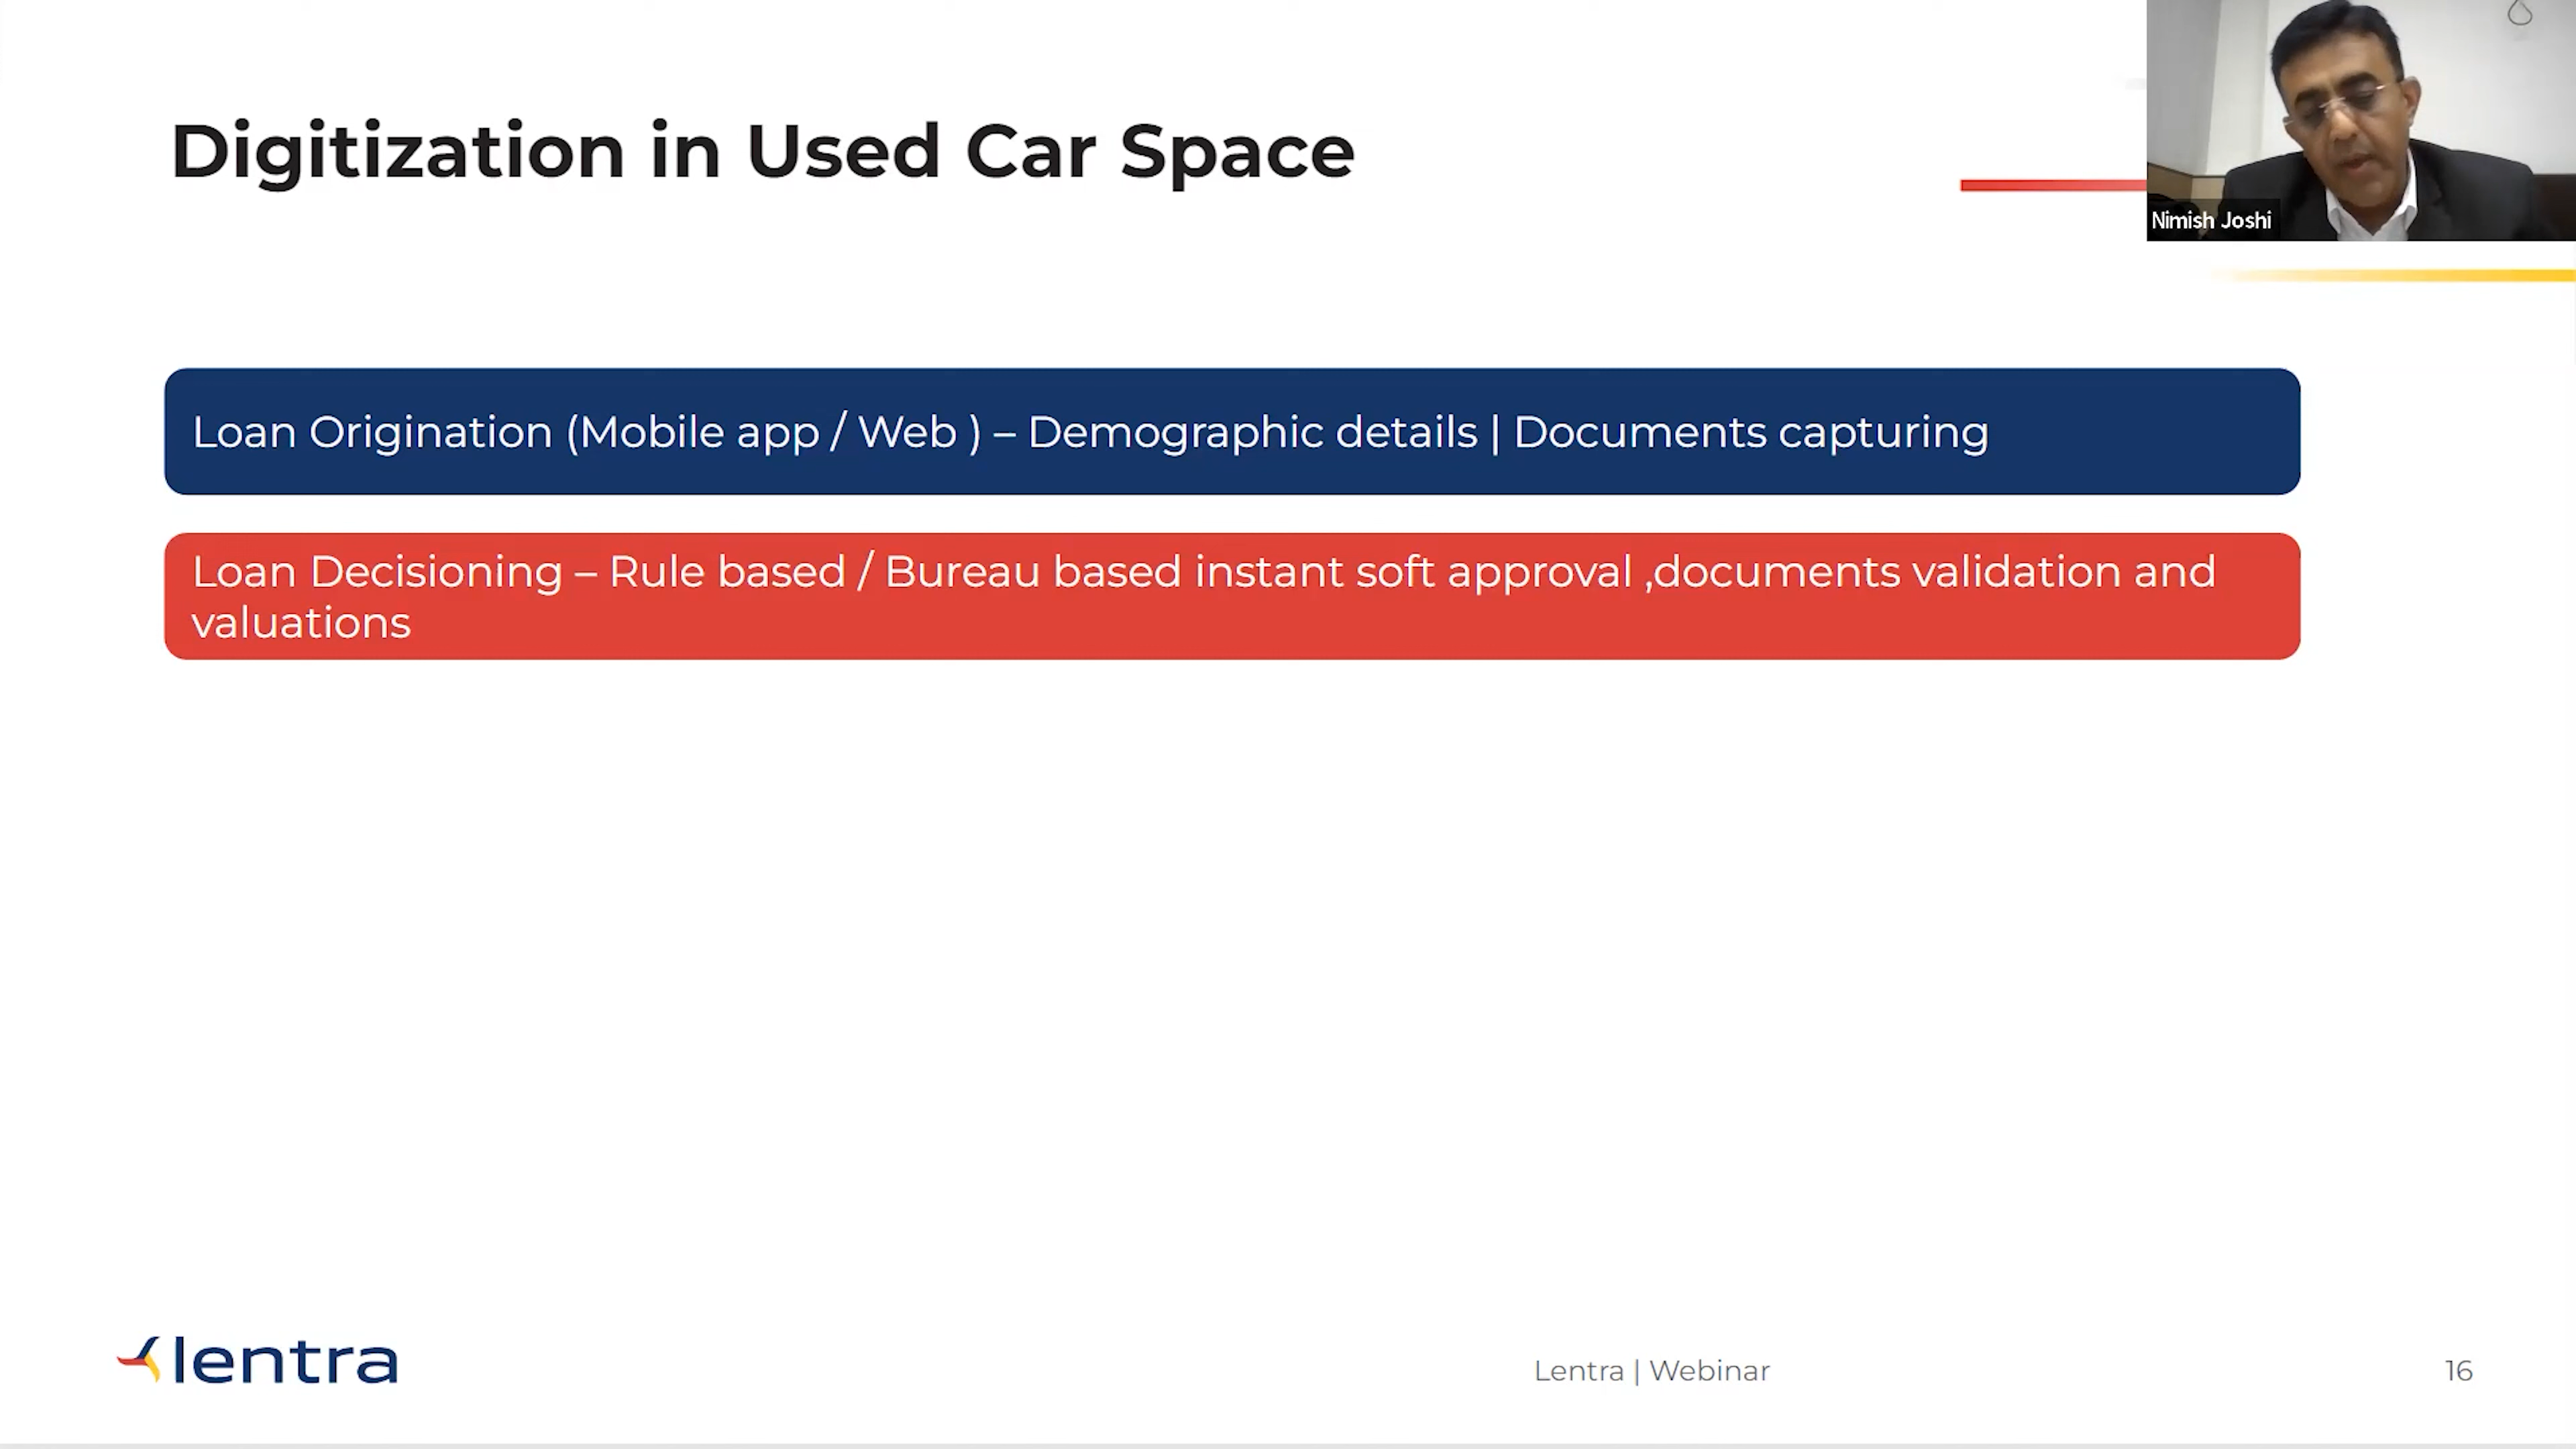 Digitization in Used Car Space
Nimish Joshi
Loan Origination (Mobile app / Web ) – Demographic details | Documents capturing
Loan Decisioning – Rule based / Bureau based instant soft approval ,documents validation and
valuations
lentra
Lentra | Webinar
16